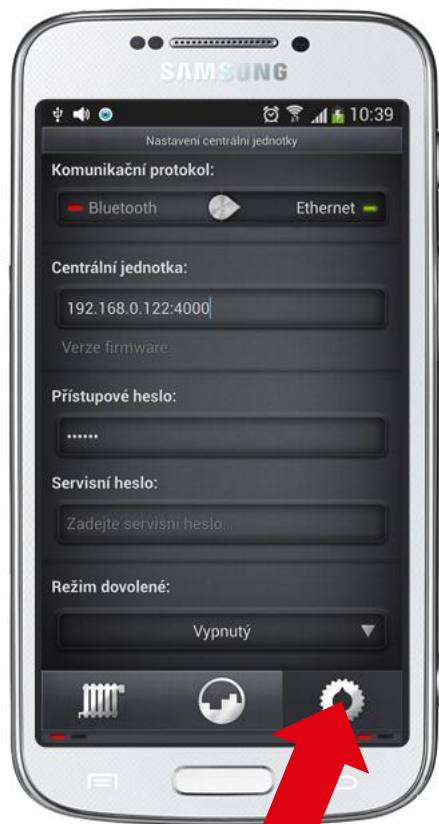 SAMSUNG
10:39
Nastavení centrální jednotky
Komunikační protokol:
Bluetooth Ethernet
Centrální jednotka:
192.168.0.122:4000
Verze firmware
Přístupové heslo:
••••••
Servisní heslo:
Zadejte servisní heslo...
Režim dovolené:
Vypnutý